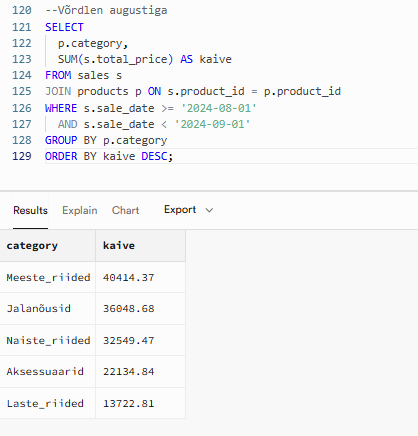 120 --Võrdlen augustiga
121 SELECT
122 p.category,
123 SUM(s.total_price) AS kaive
124 FROM sales s
125 JOIN products p ON s.product_id = p.product_id
126 WHERE s.sale_date >= '2024-08-01'
127 AND s.sale_date < '2024-09-01'
128 GROUP BY p.category
129 ORDER BY kaive DESC;
Results Explain Chart Export
category kaive
Meeste_riided 40414.37
Jalanõusid 36048.68
Naiste_riided 32549.47
Aksessuaarid 22134.84
Laste_riided 13722.81